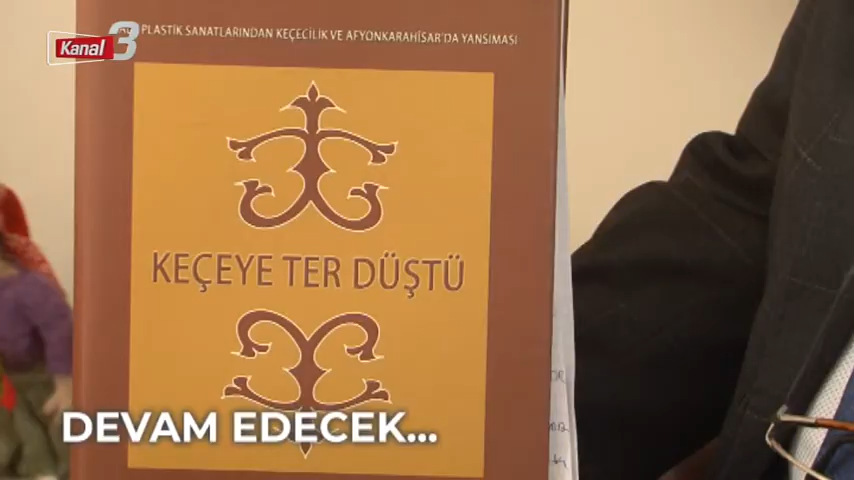 Kanal 3
PLASTİK SANATLARINDAN KEÇECİLİK VE AFYONKARAHİSAR'DA YANSIMASI
KEÇEYE TER DÜŞTÜ
DEVAM EDECEK...